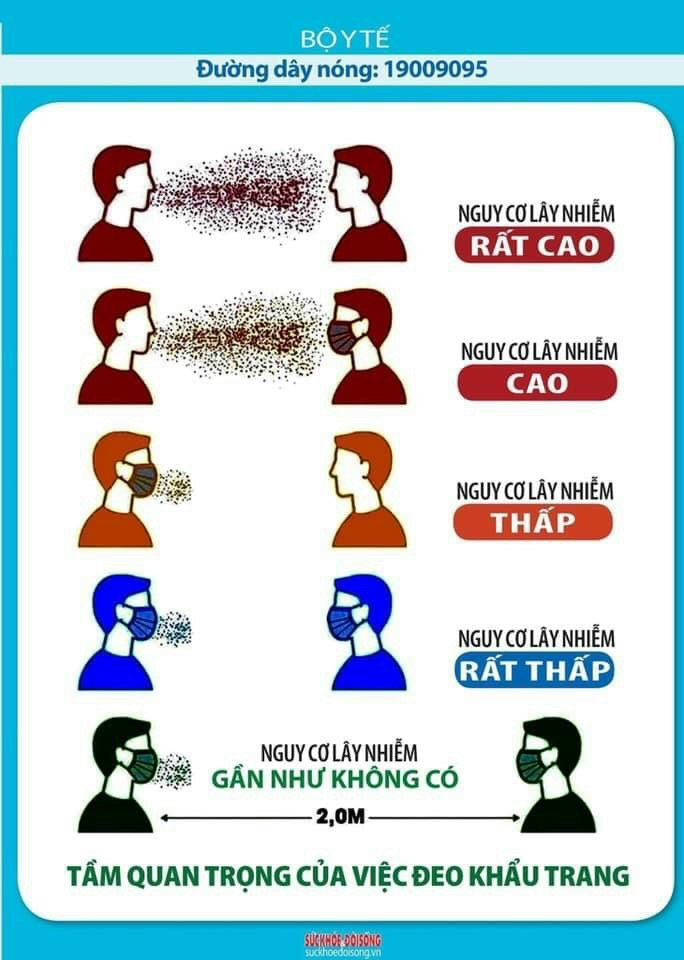 BỘ Y TẾ
Đường dây nóng: 19009095
NGUY CƠ LÂY NHIỄM
RẤT CAO
NGUY CƠ LÂY NHIỄM
CAO
NGUY CƠ LÂY NHIỄM
THẤP
NGUY CƠ LÂY NHIỄM
RẤT THẤP
NGUY CƠ LÂY NHIỄM
GẦN NHƯ KHÔNG CÓ
2,0M
TẦM QUAN TRỌNG CỦA VIỆC ĐEO KHẨU TRANG
SỨC KHỎE & ĐỜI SỐNG
suckhoedoisong.vn